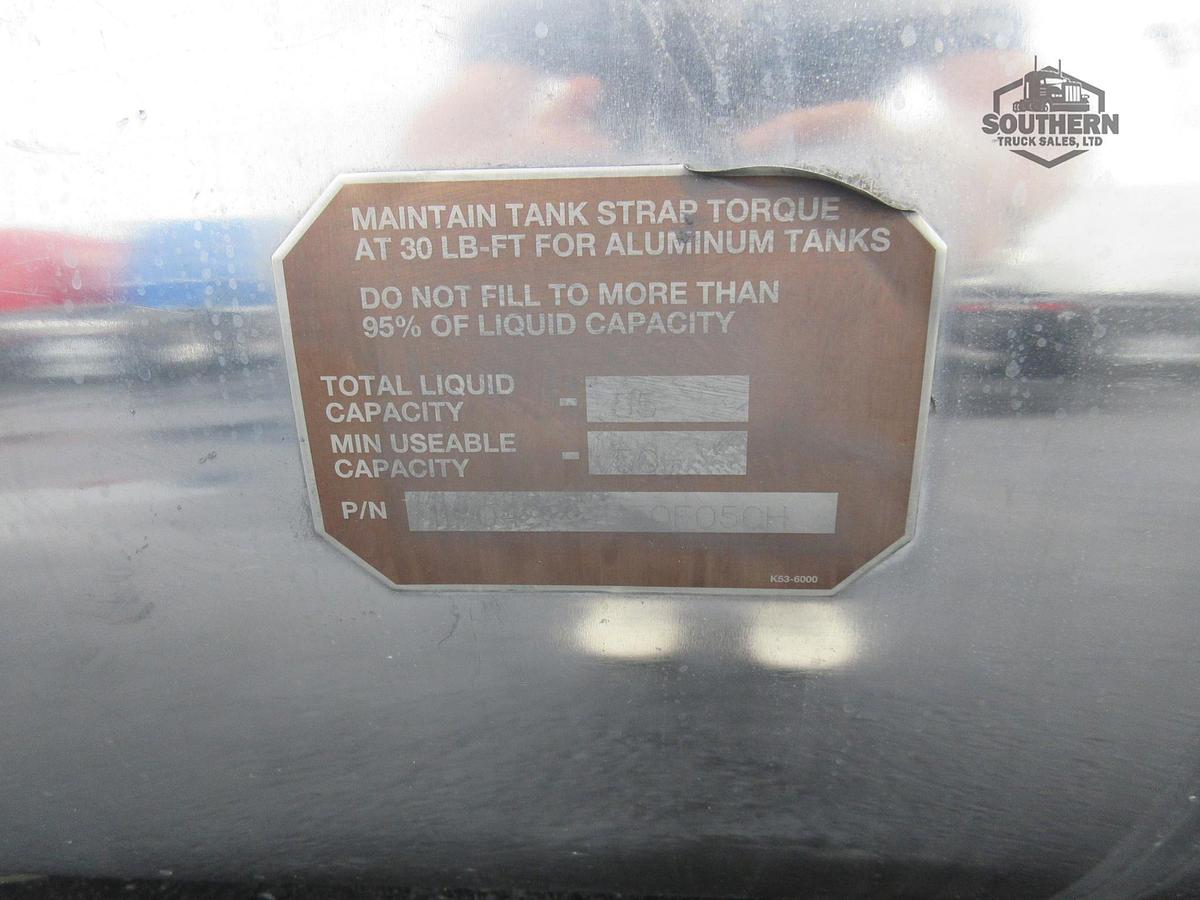 SOUTHERN
TRUCK SALES, LTD
MAINTAIN TANK STRAP TORQUE
AT 30 LB-FT FOR ALUMINUM TANKS
DO NOT FILL TO MORE THAN
95% OF LIQUID CAPACITY
TOTAL LIQUID
CAPACITY -
MIN USEABLE
CAPACITY -
P/N
K53-6000